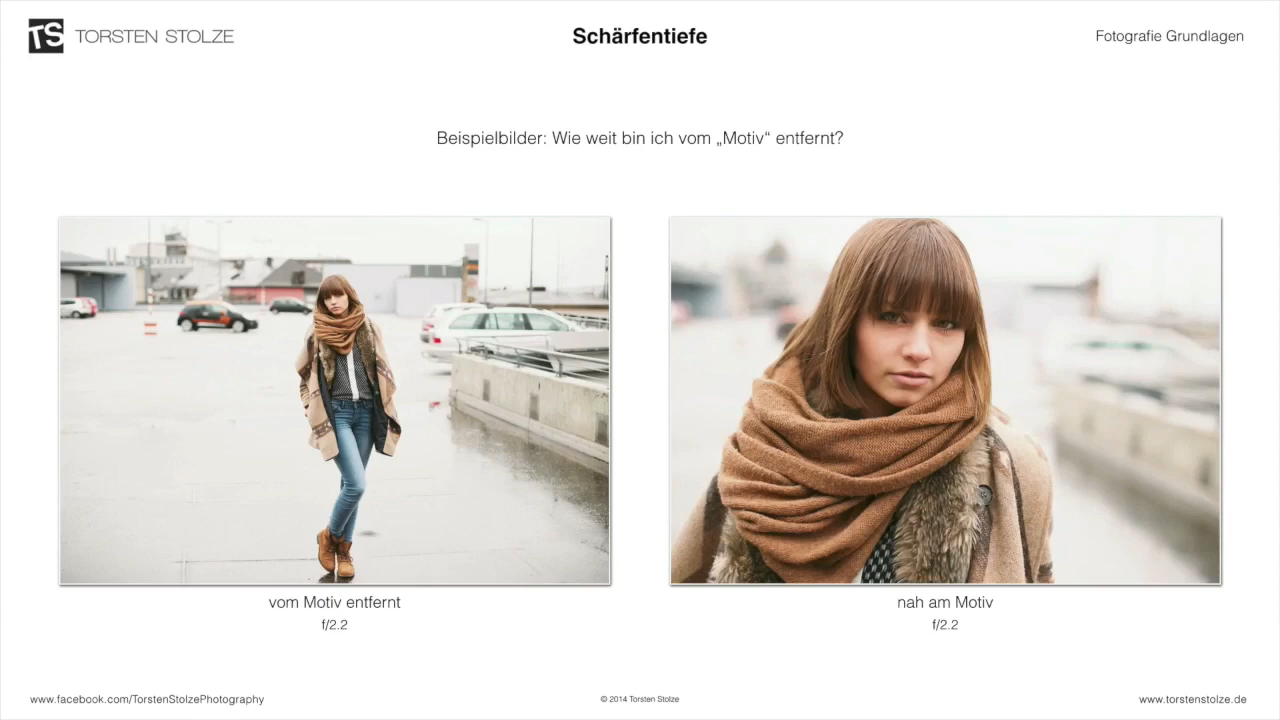 TS TORSTEN STOLZE
Schärfentiefe
Fotografie Grundlagen
Beispielbilder: Wie weit bin ich vom „Motiv“ entfernt?
vom Motiv entfernt
f/2.2
nah am Motiv
f/2.2
www.facebook.com/TorstenStolzePhotography
© 2014 Torsten Stolze
www.torstenstolze.de